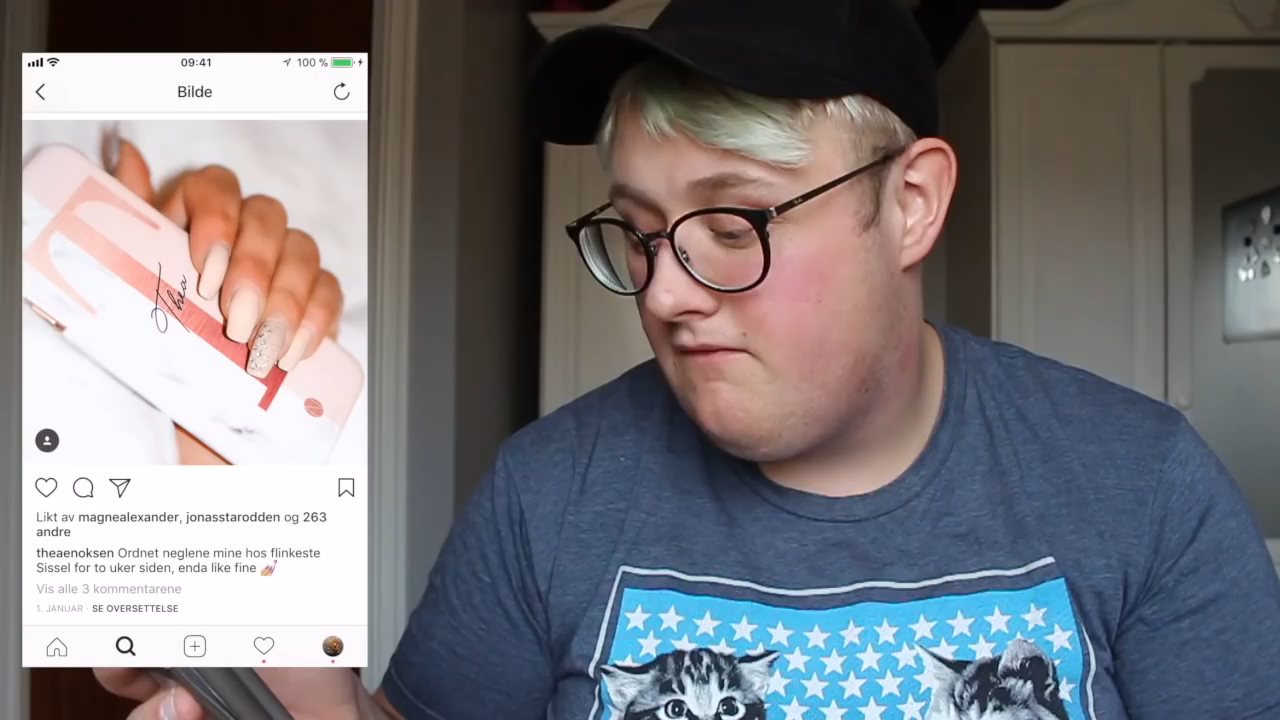 09:41
100 %
Bilde
Thea
Likt av magnealexander, jonasstarodden og 263
andre
theaenoksen Ordnet neglene mine hos flinkeste
Sissel for to uker siden, enda like fine 💅
Vis alle 3 kommentarene
1. JANUAR · SE OVERSETTELSE